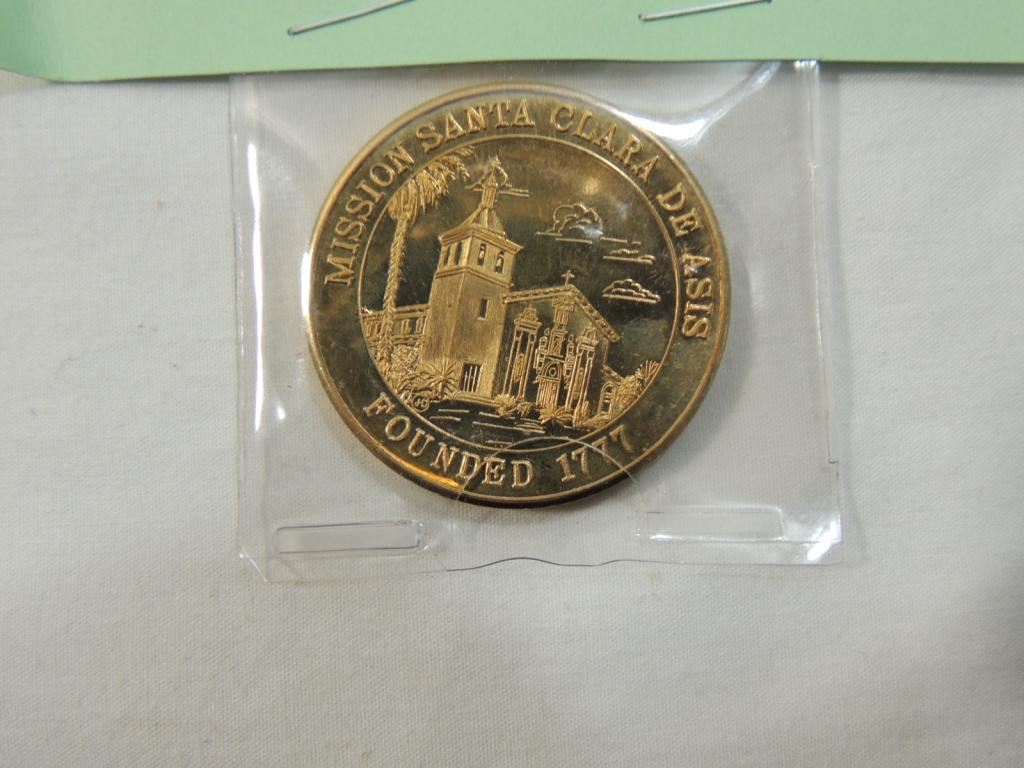 MISSION SANTA CLARA DE ASIS
FOUNDED 1777